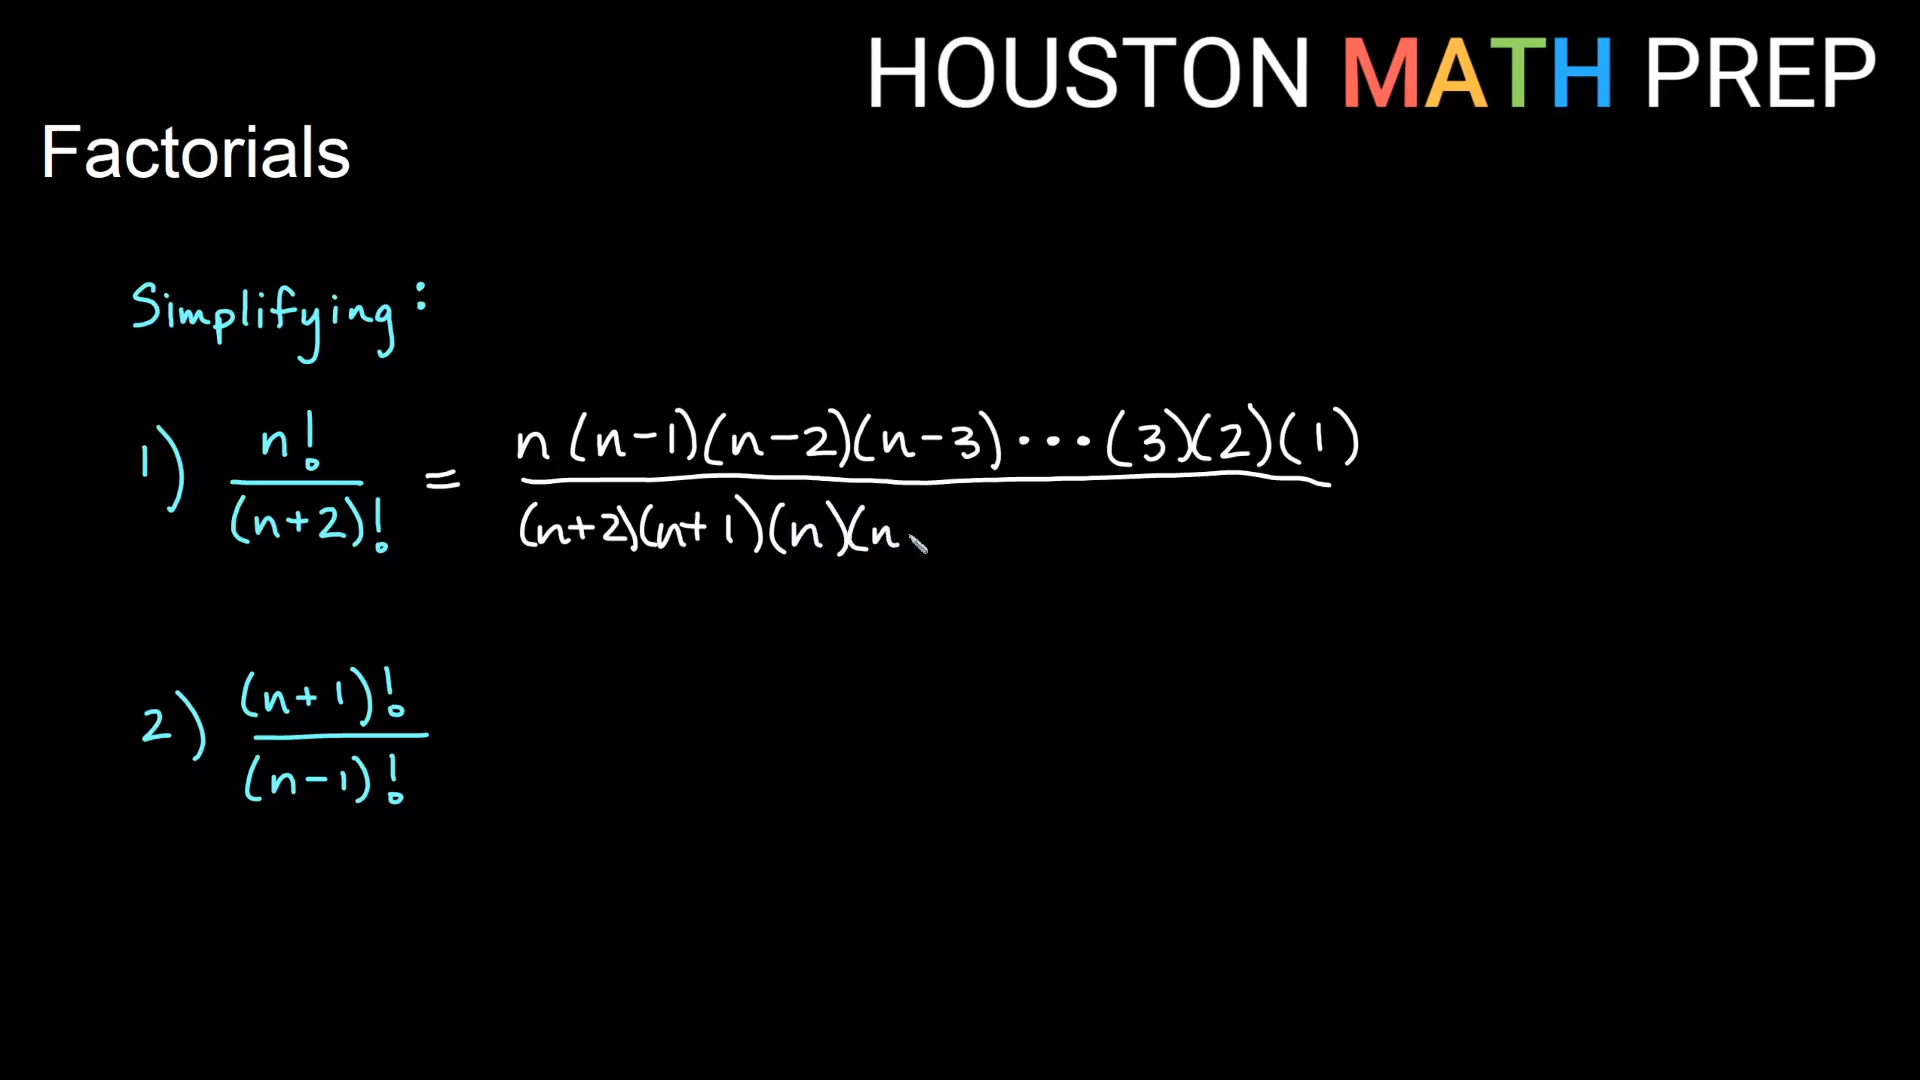 HOUSTON MATH PREP
Factorials
Simplifying:
1) n! / (n+2)! = n(n-1)(n-2)(n-3)···(3)(2)(1) / (n+2)(n+1)(n)(n
2) (n+1)! / (n-1)!